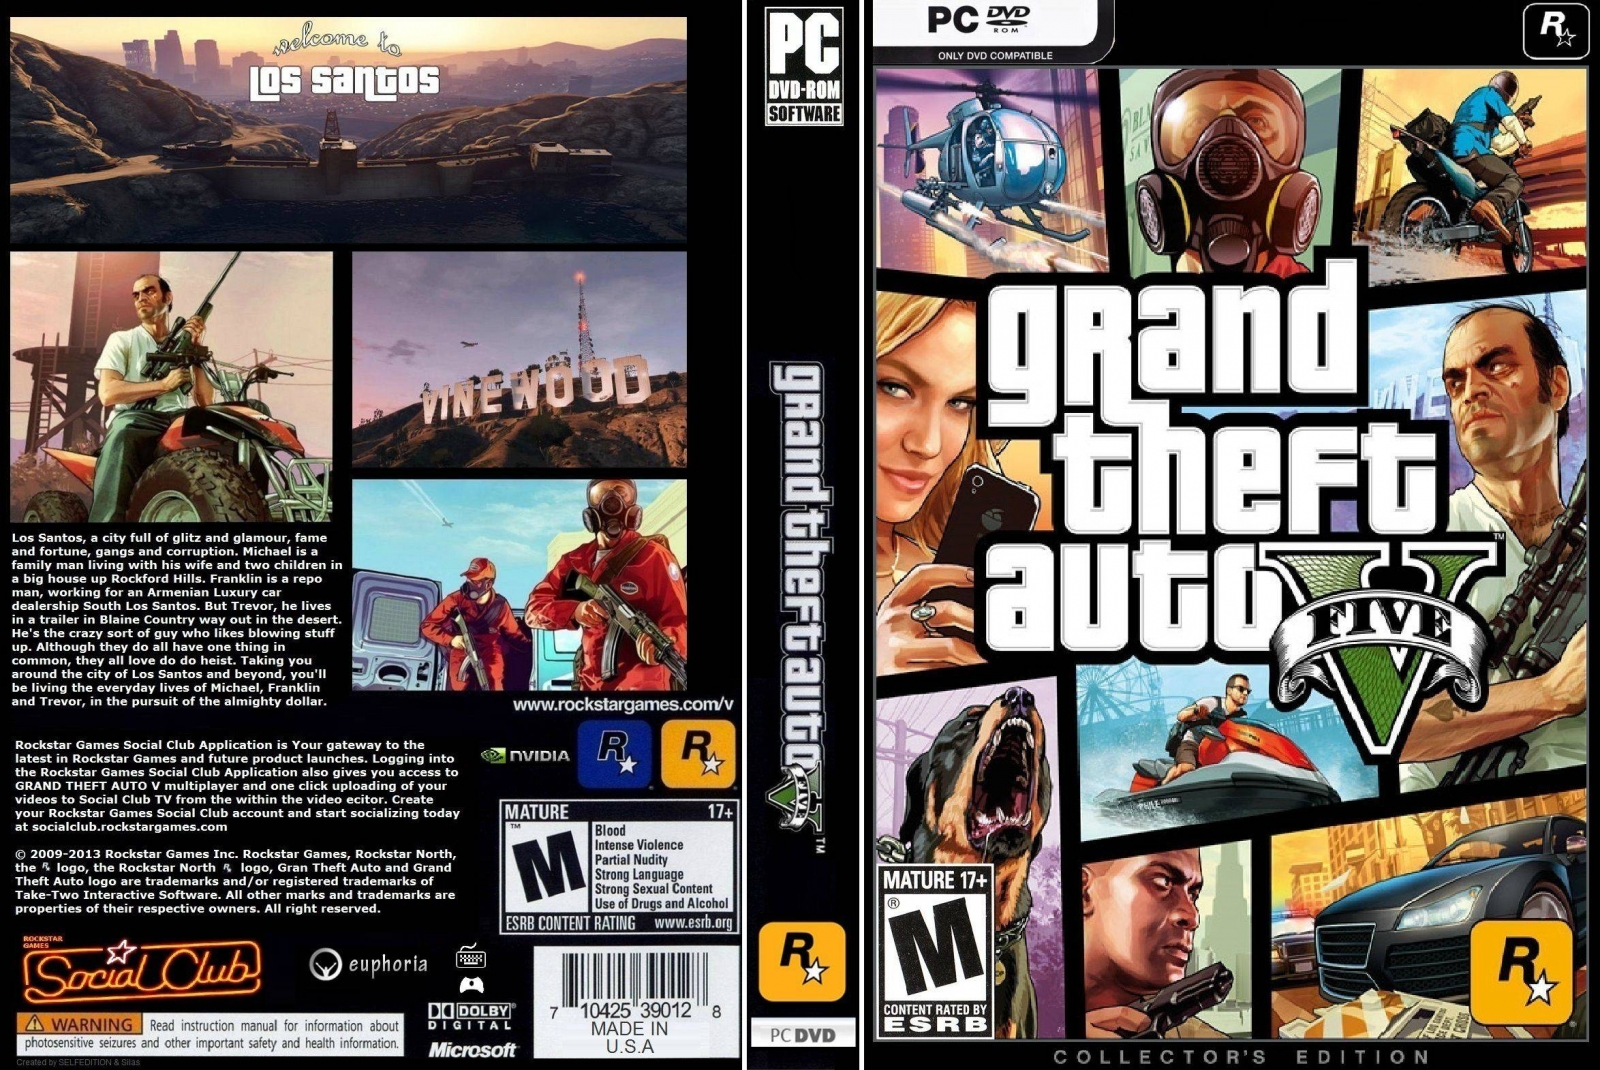 welcome to
Los Santos
VINEWOOD
Los Santos, a city full of glitz and glamour, fame
and fortune, gangs and corruption. Michael is a
family man living with his wife and two children in
a big house up Rockford Hills. Franklin is a repo
man, working for an Armenian Luxury car
dealership South Los Santos. But Trevor, he lives
in a trailer in Blaine Country way out in the desert.
He's the crazy sort of guy who likes blowing stuff
up. Although they do all have one thing in
common, they all love do do heist. Taking you
around the city of Los Santos and beyond, you'll
be living the everyday lives of Michael, Franklin
and Trevor, in the pursuit of the almighty dollar.
www.rockstargames.com/v
Rockstar Games Social Club Application is Your gateway to the
latest in Rockstar Games and future product launches. Logging into
the Rockstar Games Social Club Application also gives you access to
GRAND THEFT AUTO V multiplayer and one click uploading of your
videos to Social Club TV from the within the video ecitor. Create
your Rockstar Games Social Club account and start socializing today
at socialclub.rockstargames.com
nVIDIA
R
R
© 2009-2013 Rockstar Games Inc. Rockstar Games, Rockstar North,
the R logo, the Rockstar North R logo, Gran Theft Auto and Grand
Theft Auto logo are trademarks and/or registered trademarks of
Take-Two Interactive Software. All other marks and trademarks are
properties of their respective owners. All right reserved.
MATURE 17+
M
Blood
Intense Violence
Partial Nudity
Strong Language
Strong Sexual Content
Use of Drugs and Alcohol
ESRB CONTENT RATING www.esrb.org
ROCKSTAR
GAMES
Social Club
euphoria
DOLBY
DIGITAL
Microsoft
7 10425 39012 8
MADE IN
U.S.A
WARNING Read instruction manual for information about
photosensitive seizures and other important safety and health information.
Created by SELFEDITION & Silas
PC
DVD-ROM
SOFTWARE
grand theft auto V
FIVE
TM
R
PC DVD
PC DVD
ROM
ONLY DVD COMPATIBLE
R
grand
theft
auto V
FIVE
TM
MATURE 17+
M
CONTENT RATED BY
ESRB
R
COLLECTOR'S EDITION